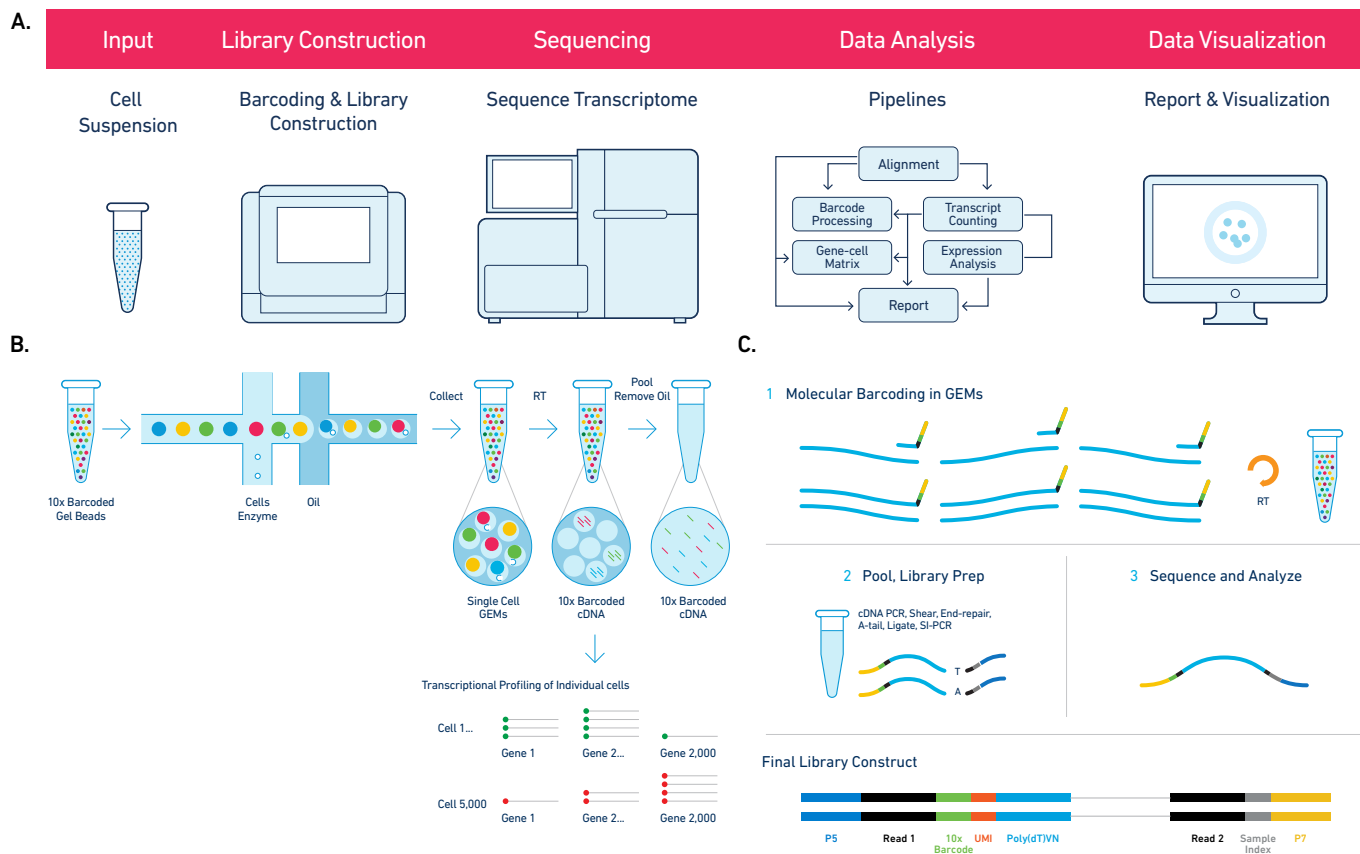 A.
Input
Library Construction
Sequencing
Data Analysis
Data Visualization
Cell
Suspension
Barcoding & Library
Construction
Sequence Transcriptome
Pipelines
Report & Visualization
Alignment
Barcode
Processing
Transcript
Counting
Gene-cell
Matrix
Expression
Analysis
Report
B.
10x Barcoded
Gel Beads
Cells
Enzyme
Oil
Collect
RT
Pool
Remove Oil
Single Cell
GEMs
10x Barcoded
cDNA
10x Barcoded
cDNA
Transcriptional Profiling of Individual cells
Cell 1...
Gene 1
Gene 2...
Gene 2,000
Cell 5,000
Gene 1
Gene 2...
Gene 2,000
C.
1 Molecular Barcoding in GEMs
RT
2 Pool, Library Prep
cDNA PCR, Shear, End-repair,
A-tail, Ligate, SI-PCR
T
A
3 Sequence and Analyze
Final Library Construct
P5
Read 1
10x
Barcode
UMI
Poly(dT)VN
Read 2
Sample
Index
P7